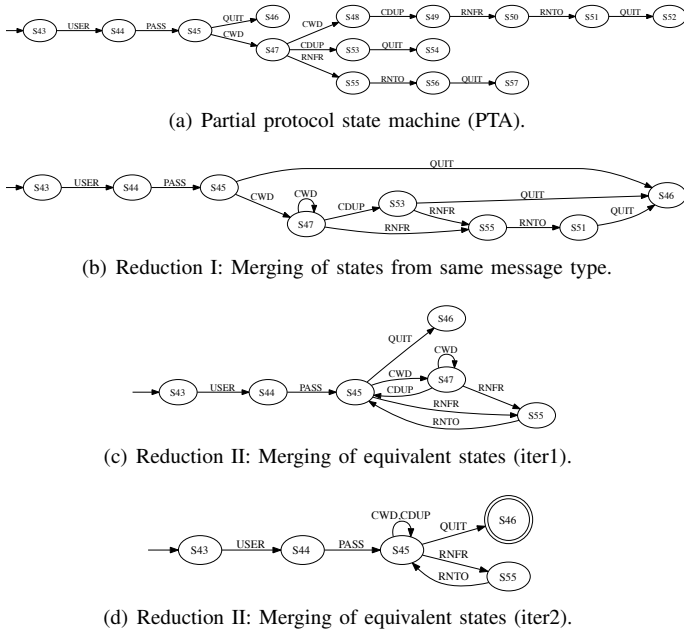 S43 USER S44 PASS S45 QUIT S46 CWD S47 CWD S48 CDUP S49 RNFR S50 RNTO S51 QUIT S52
CDUP S53 QUIT S54
RNFR S55 RNTO S56 QUIT S57
(a) Partial protocol state machine (PTA).
S43 USER S44 PASS S45 QUIT S46
CWD CWD S47 CDUP S53 QUIT
RNFR RNFR S55 RNTO S51 QUIT
(b) Reduction I: Merging of states from same message type.
S46
QUIT CWD
S43 USER S44 PASS S45 CWD CDUP S47 RNFR
RNFR RNTO S55
(c) Reduction II: Merging of equivalent states (iter1).
CWD,CDUP QUIT S46
S43 USER S44 PASS S45 RNFR
RNTO S55
(d) Reduction II: Merging of equivalent states (iter2).